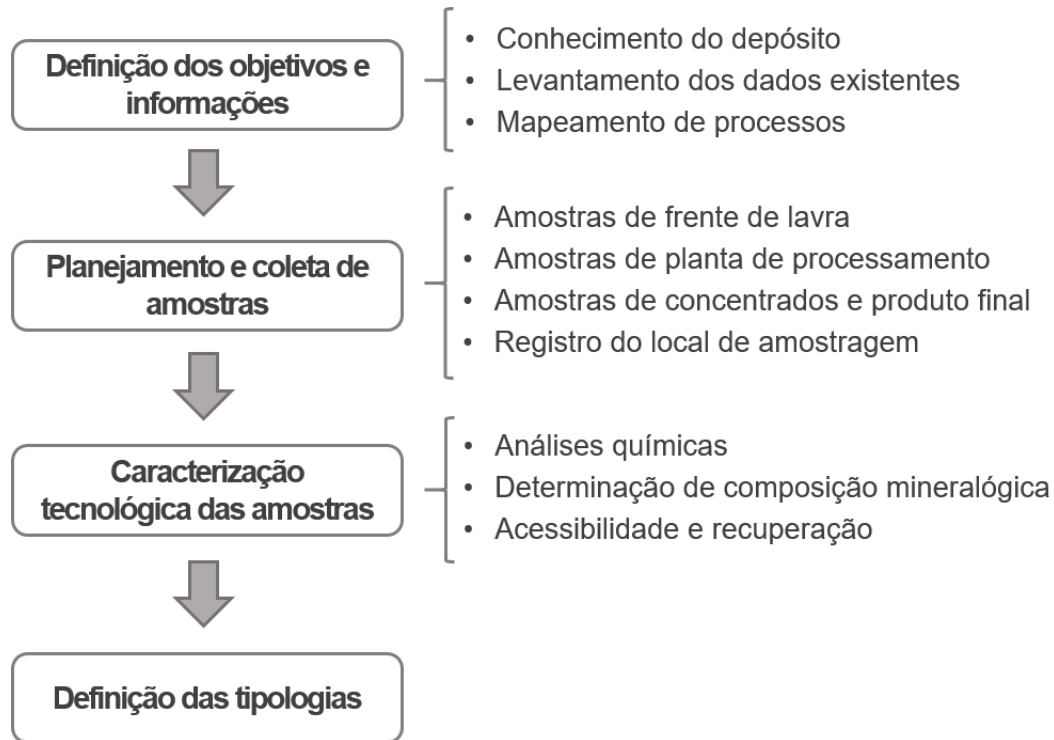 Definição dos objetivos e
informações
• Conhecimento do depósito
• Levantamento dos dados existentes
• Mapeamento de processos
Planejamento e coleta de
amostras
• Amostras de frente de lavra
• Amostras de planta de processamento
• Amostras de concentrados e produto final
• Registro do local de amostragem
Caracterização
tecnológica das amostras
• Análises químicas
• Determinação de composição mineralógica
• Acessibilidade e recuperação
Definição das tipologias